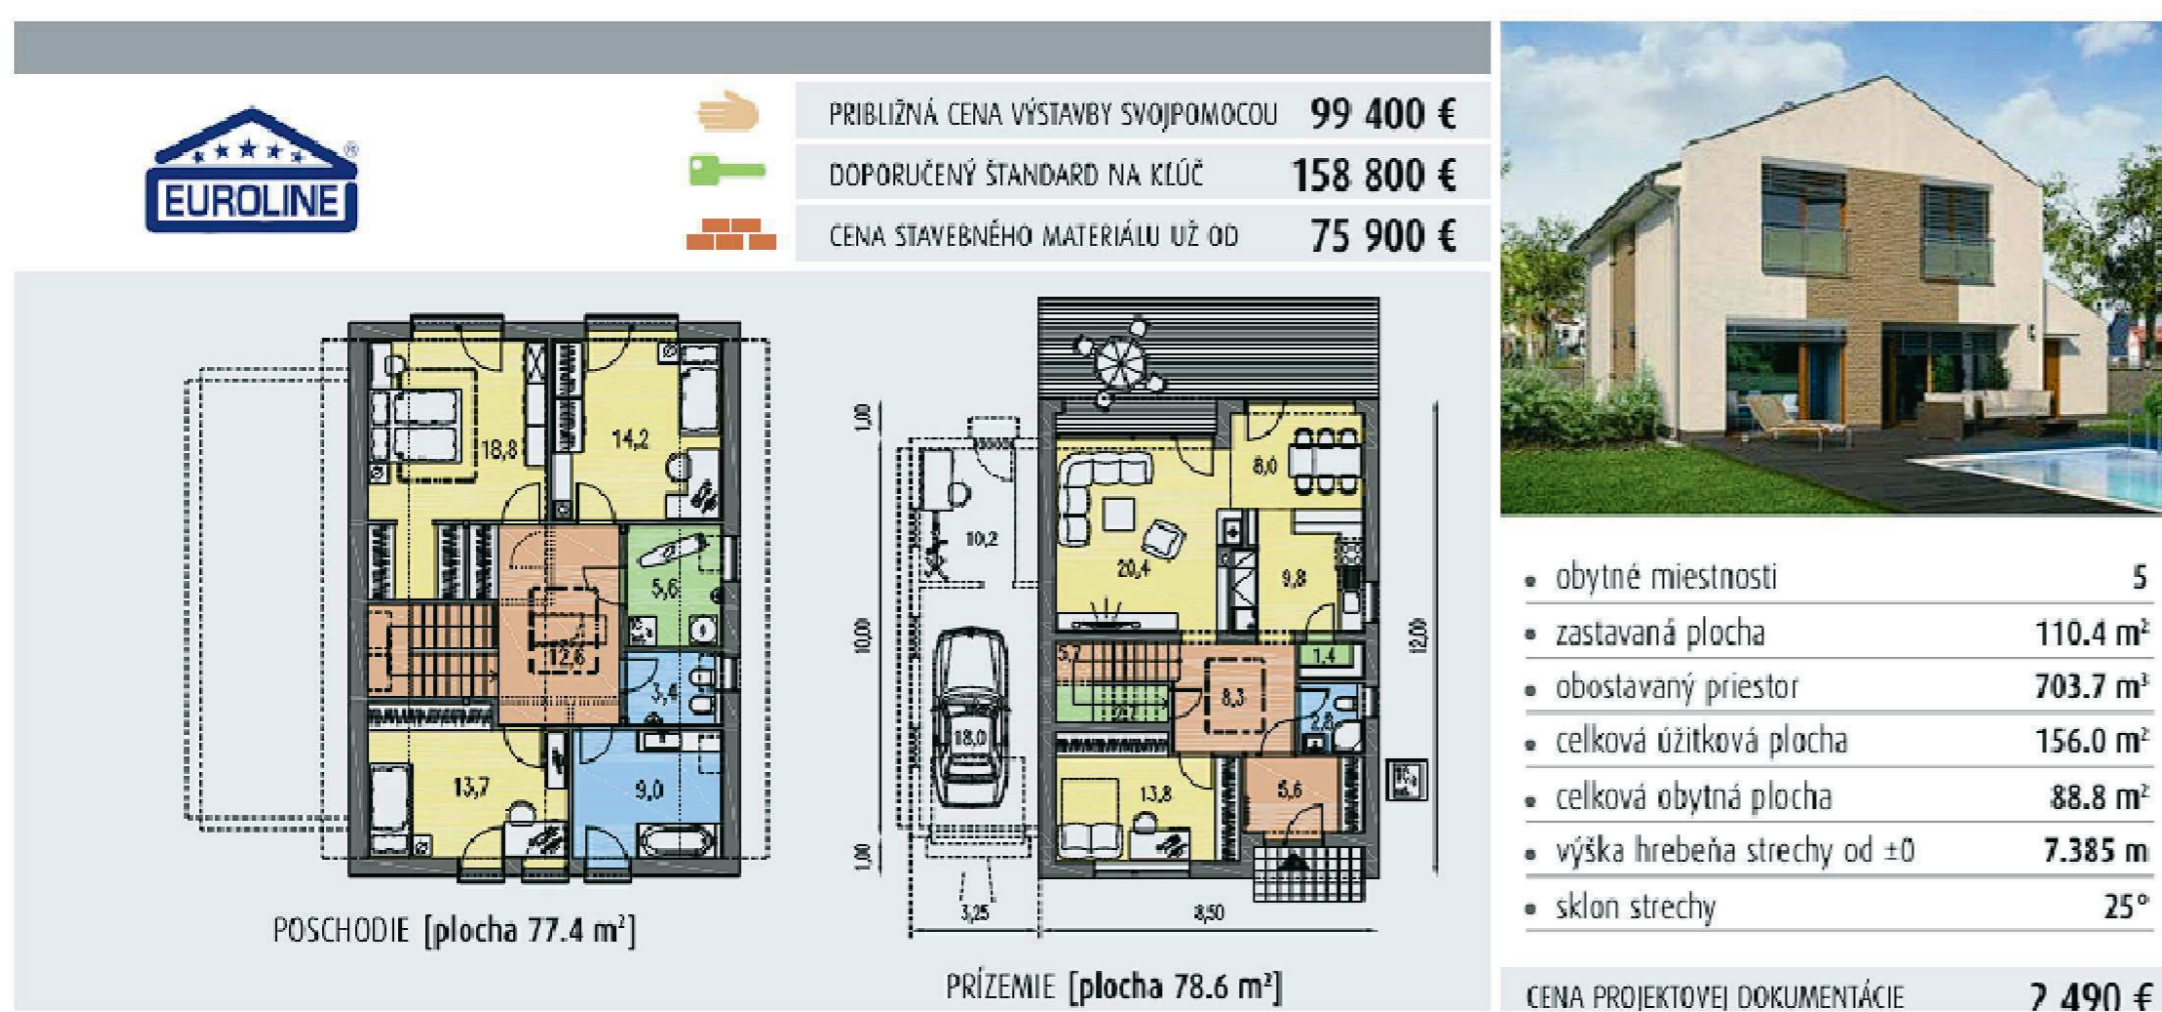 EUROLINE ®
PRIBLIŽNÁ CENA VÝSTAVBY SVOJPOMOCOU 99 400 €
DOPORUČENÝ ŠTANDARD NA KĽÚČ 158 800 €
CENA STAVEBNÉHO MATERIÁLU UŽ OD 75 900 €
18,8
14,2
5,6
12,6
3,4
13,7
9,0
POSCHODIE [plocha 77.4 m²]
1,00
10,00
1,00
12,00
8,0
10,2
20,4
9,8
5,7
1,4
8,3
2,8
18,0
13,8
5,6
3,25
8,50
PRÍZEMIE [plocha 78.6 m²]
• obytné miestnosti 5
• zastavaná plocha 110.4 m²
• obostavaný priestor 703.7 m³
• celková úžitková plocha 156.0 m²
• celková obytná plocha 88.8 m²
• výška hrebeňa strechy od ±0 7.385 m
• sklon strechy 25°
CENA PROJEKTOVEJ DOKUMENTÁCIE 2 490 €